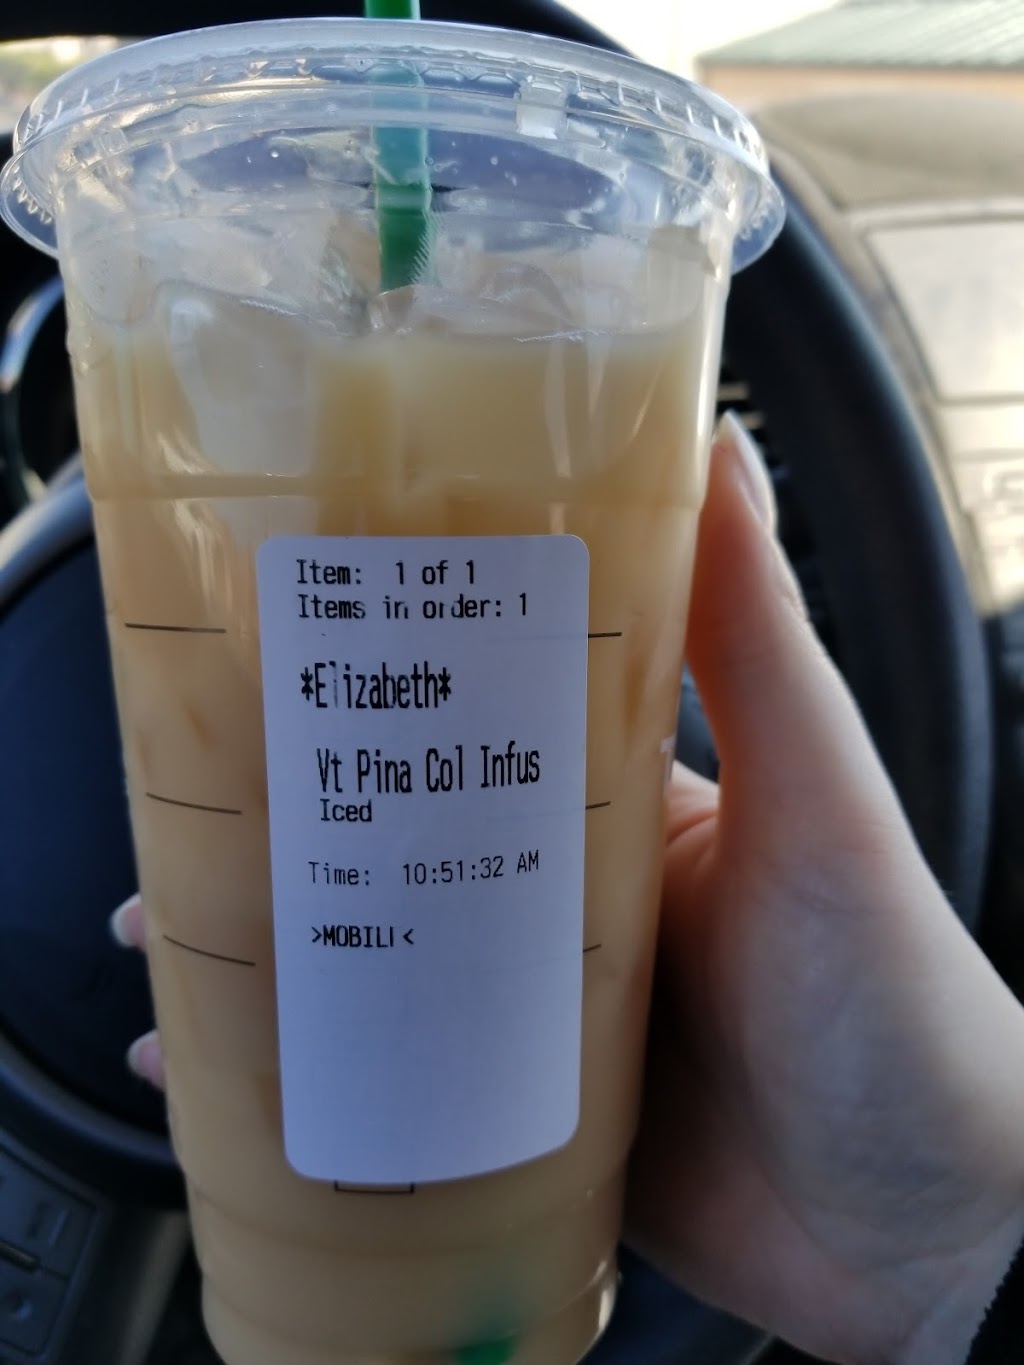 Item: 1 of 1
Items in order: 1
*Elizabeth*
Vt Pina Col Infus
Iced
Time: 10:51:32 AM
>MOBILI<